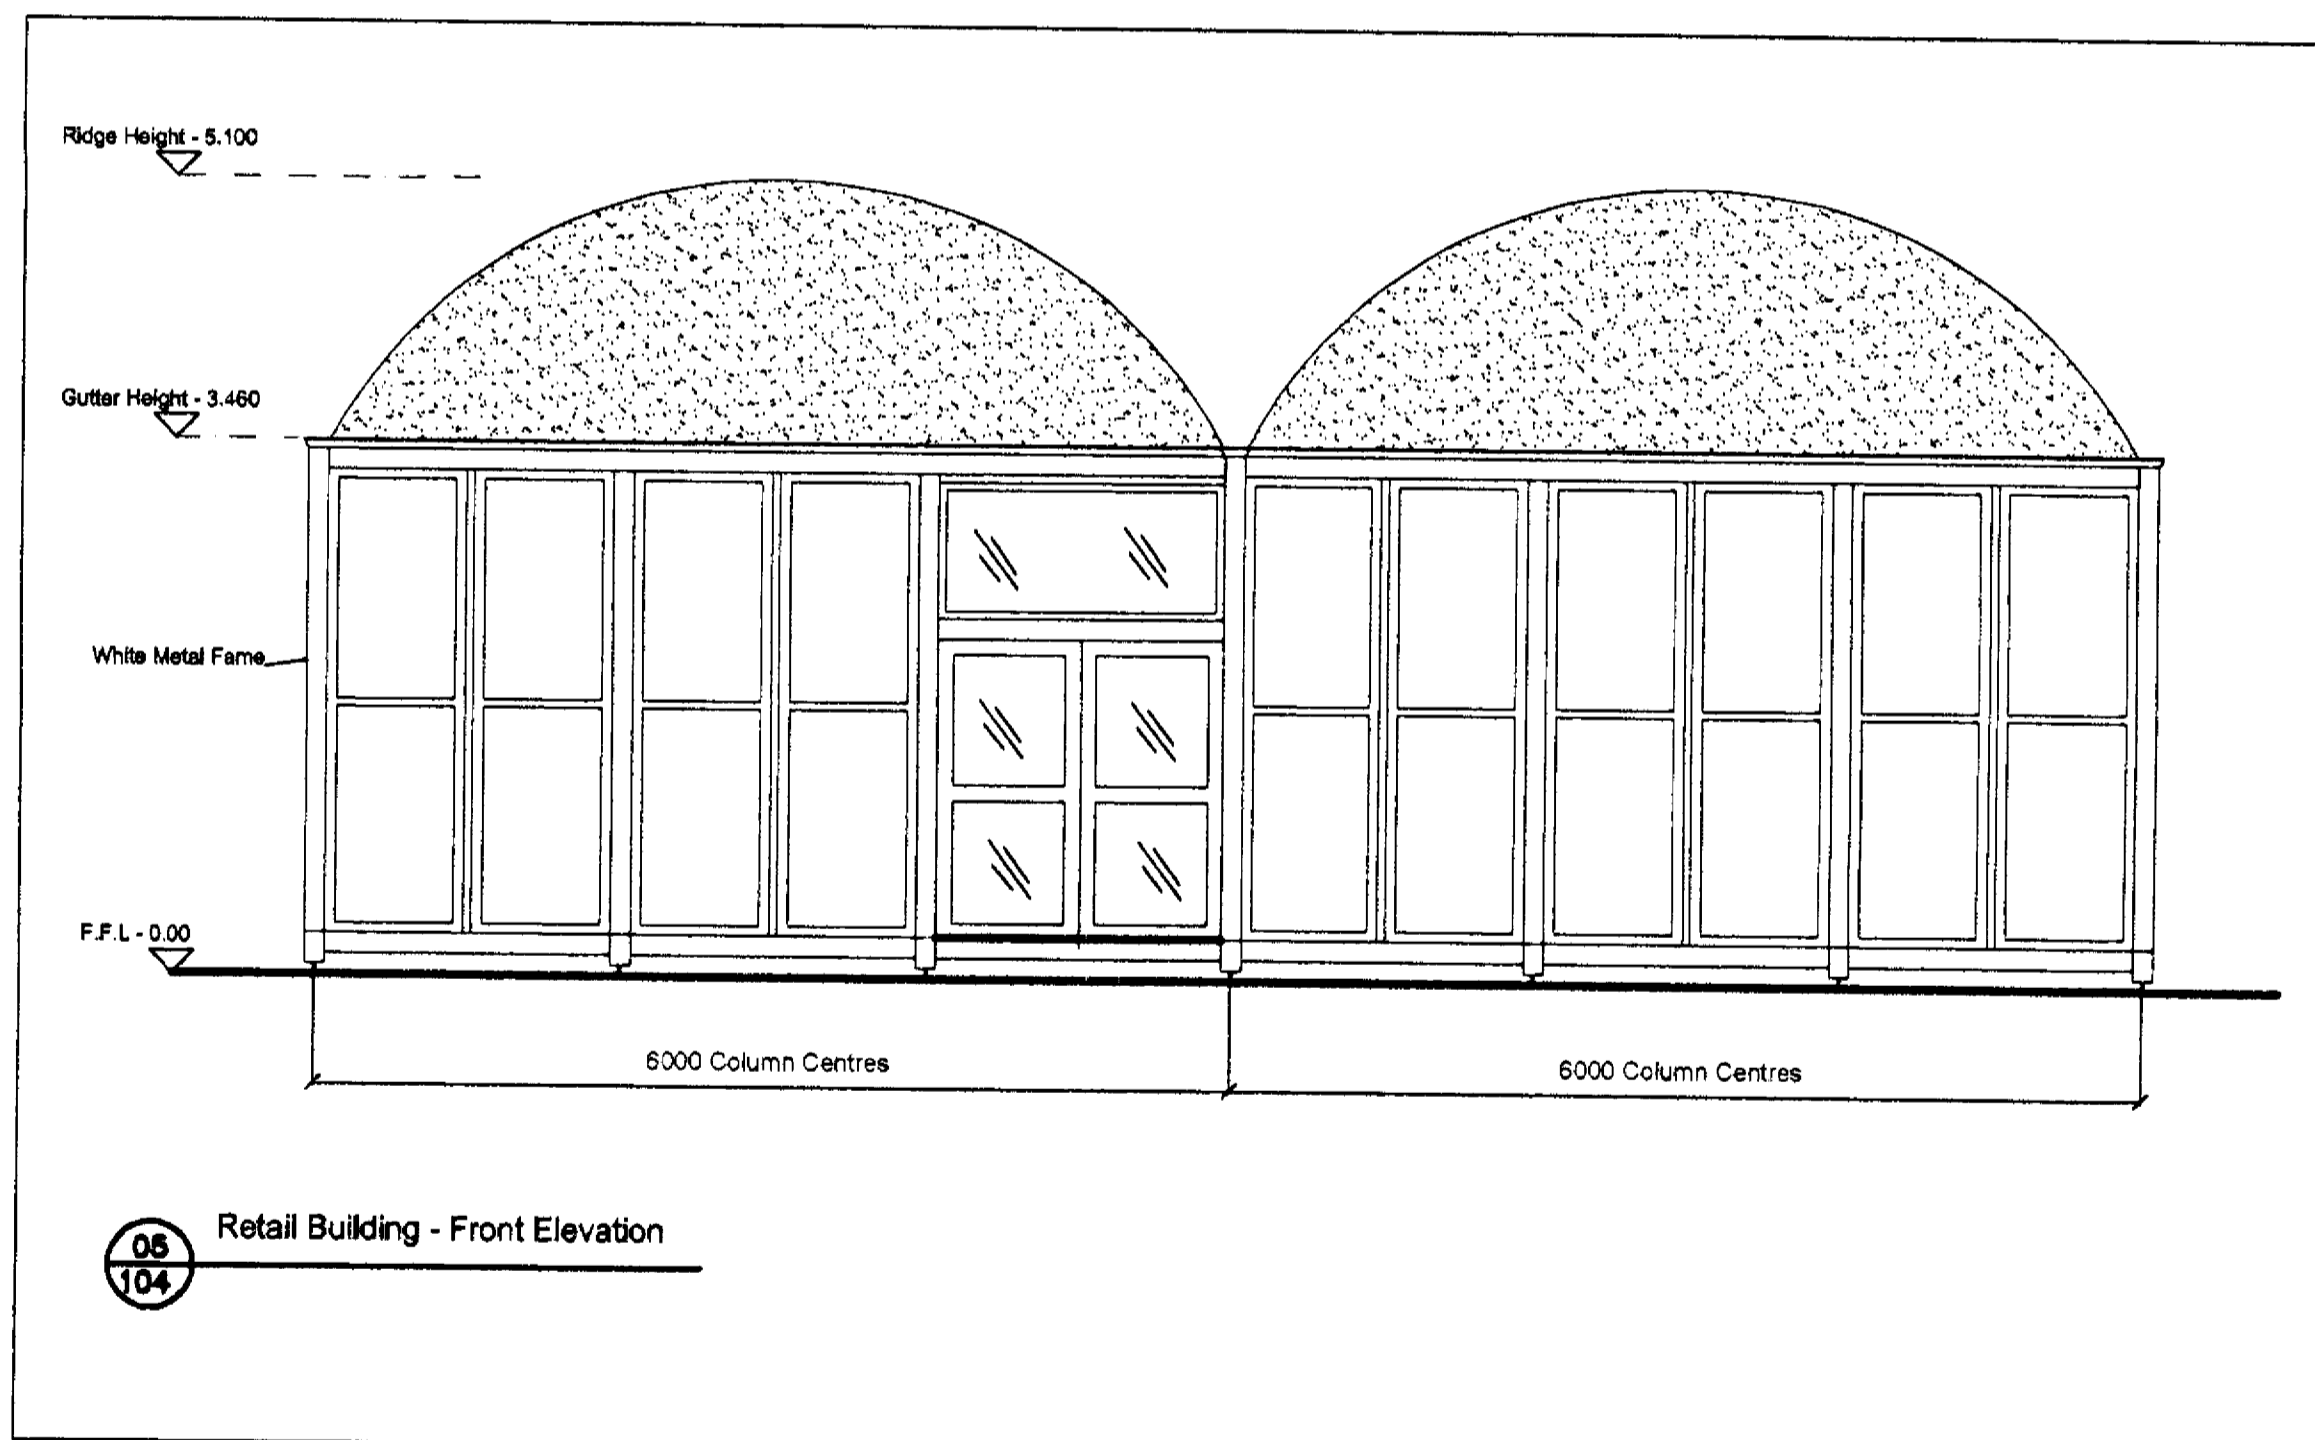 Ridge Height - 5.100
Gutter Height - 3.460
White Metal Fame
F.F.L - 0.00
6000 Column Centres
6000 Column Centres
Retail Building - Front Elevation
05
104